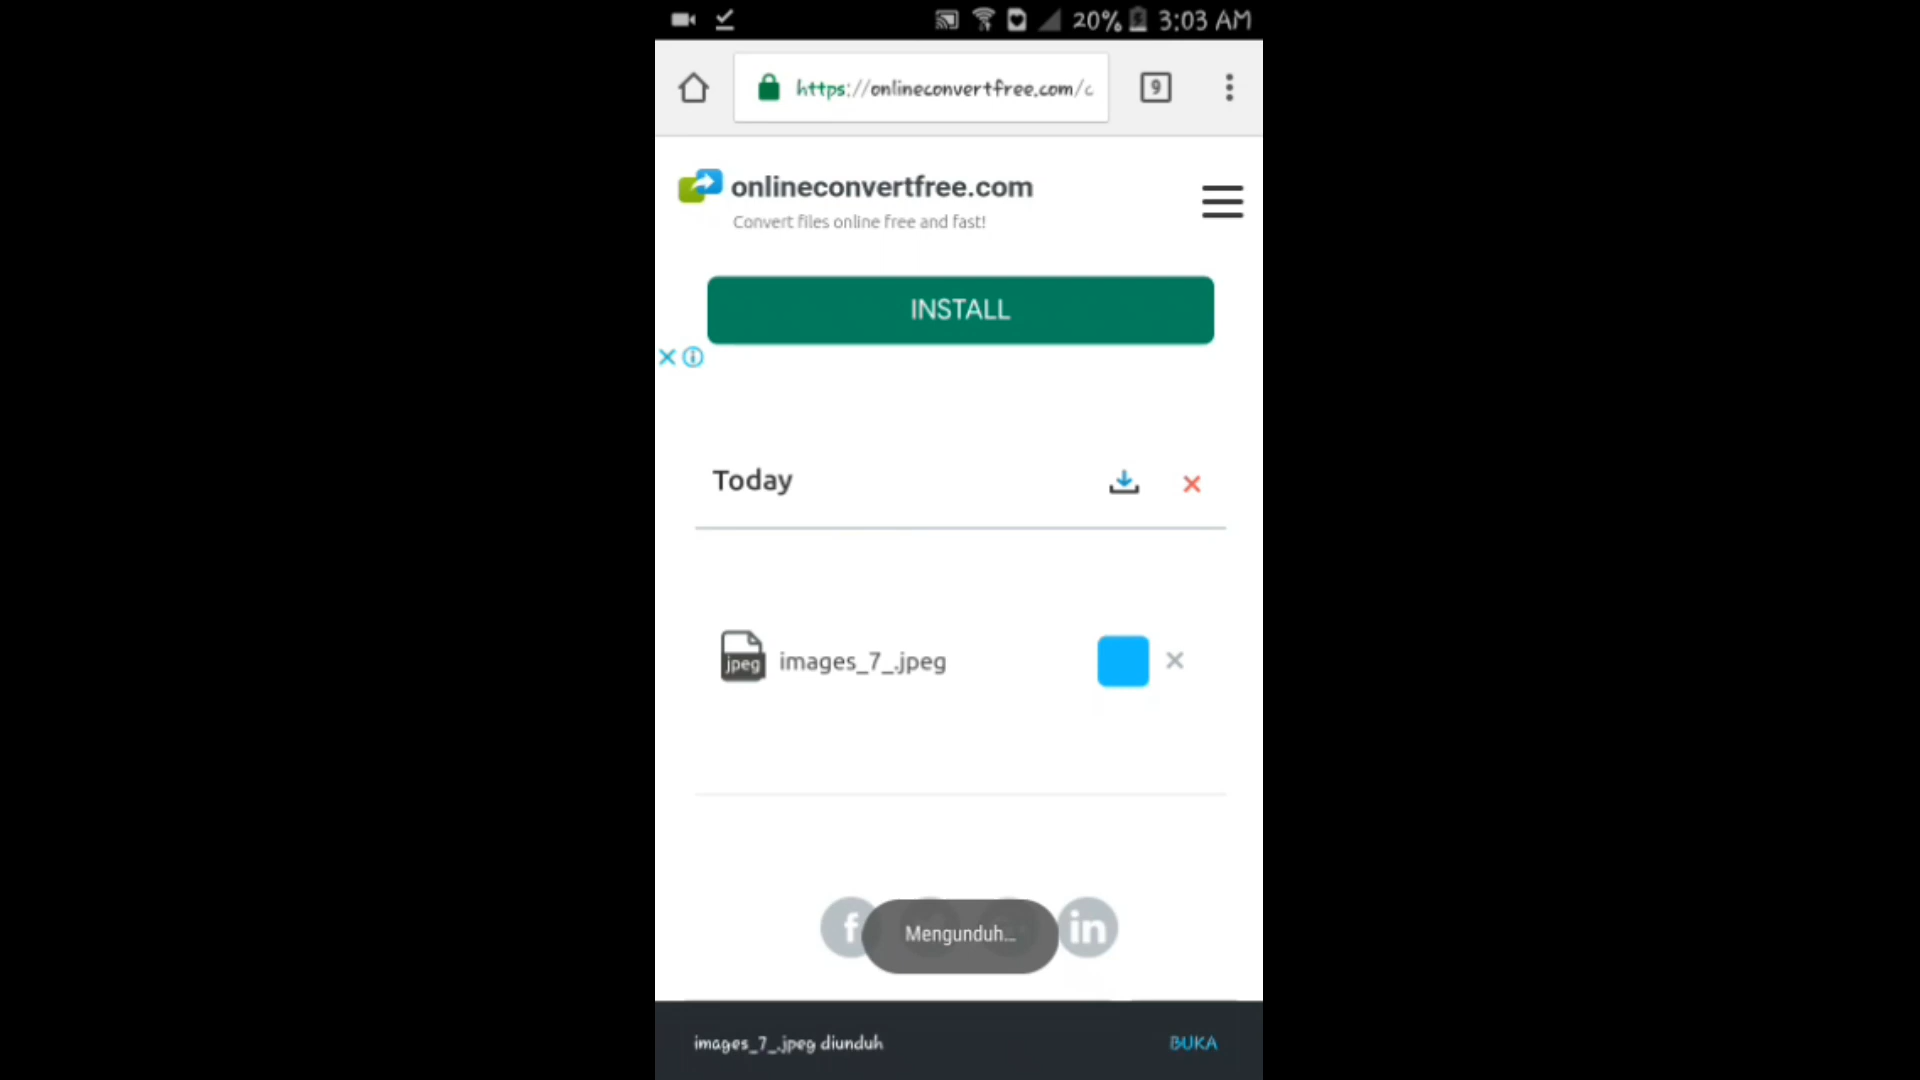 20% 3:03 AM
https://onlineconvertfree.com/c
9
onlineconvertfree.com
Convert files online free and fast!
INSTALL
Today
jpeg
images_7_.jpeg
f
in
Mengunduh...
images_7_.jpeg diunduh
BUKA